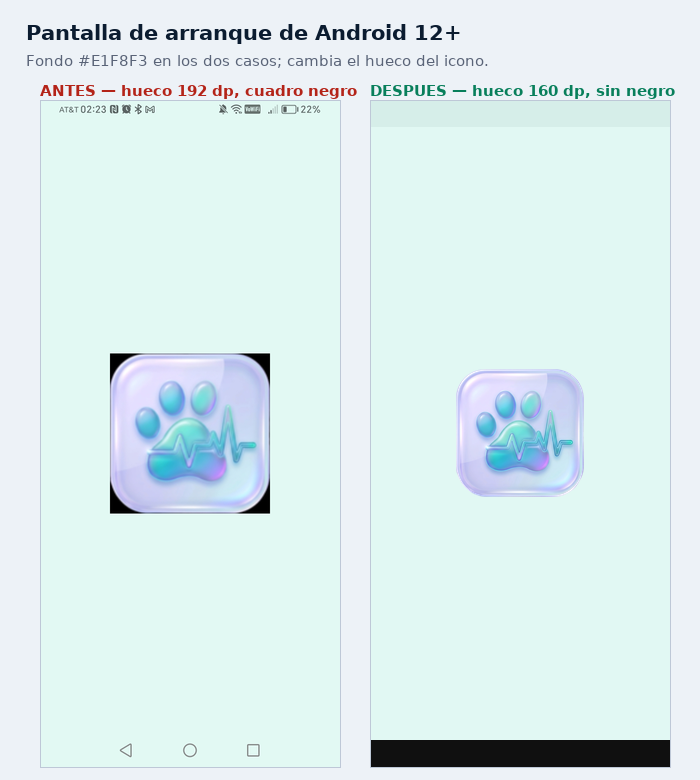 Pantalla de arranque de Android 12+
Fondo #E1F8F3 en los dos casos; cambia el hueco del icono.
ANTES — hueco 192 dp, cuadro negro
DESPUES — hueco 160 dp, sin negro
AT&T 02:23
VoWiFi
22%